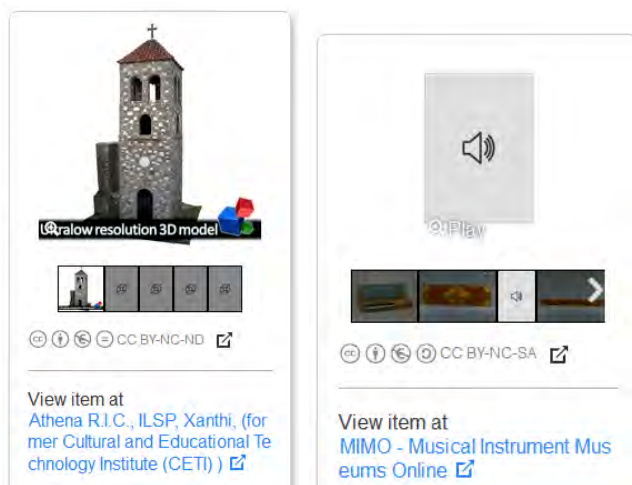 Ultralow resolution 3D model
CC BY-NC-ND
View item at
Athena R.I.C., ILSP, Xanthi, (for
mer Cultural and Educational Te
chnology Institute (CETI) )
Play
CC BY-NC-SA
View item at
MIMO - Musical Instrument Mus
eums Online